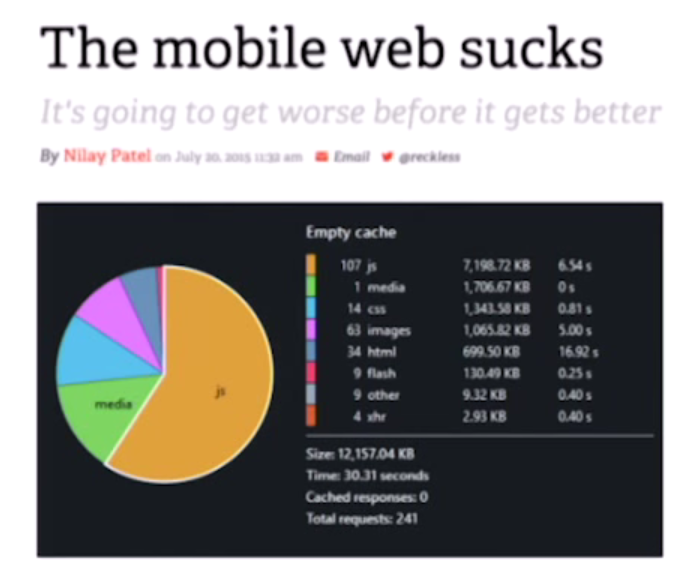 The mobile web sucks
It's going to get worse before it gets better
By Nilay Patel on July 20, 2015 11:33 am Email @reckless
Empty cache
107 js 7,198.72 KB 6.54 s
1 media 1,706.67 KB 0 s
14 css 1,343.58 KB 0.81 s
63 images 1,065.82 KB 5.00 s
34 html 699.50 KB 16.92 s
9 flash 130.49 KB 0.25 s
9 other 9.32 KB 0.40 s
4 xhr 2.93 KB 0.40 s
js
media
Size: 12,157.04 KB
Time: 30.31 seconds
Cached responses: 0
Total requests: 241